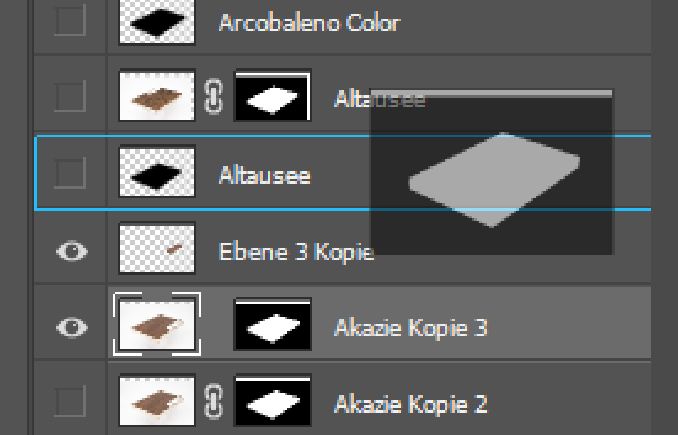 Arcobaleno Color
Altausee
Altausee
Ebene 3 Kopie
Akazie Kopie 3
Akazie Kopie 2